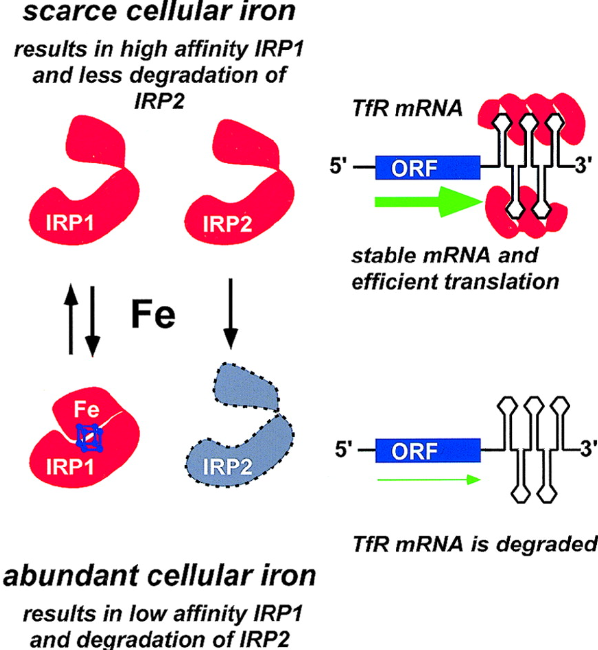 scarce cellular iron
results in high affinity IRP1
and less degradation of
IRP2
IRP1
IRP2
TfR mRNA
5'
ORF
3'
stable mRNA and
efficient translation
Fe
Fe
IRP1
IRP2
5'
ORF
3'
TfR mRNA is degraded
abundant cellular iron
results in low affinity IRP1
and degradation of IRP2